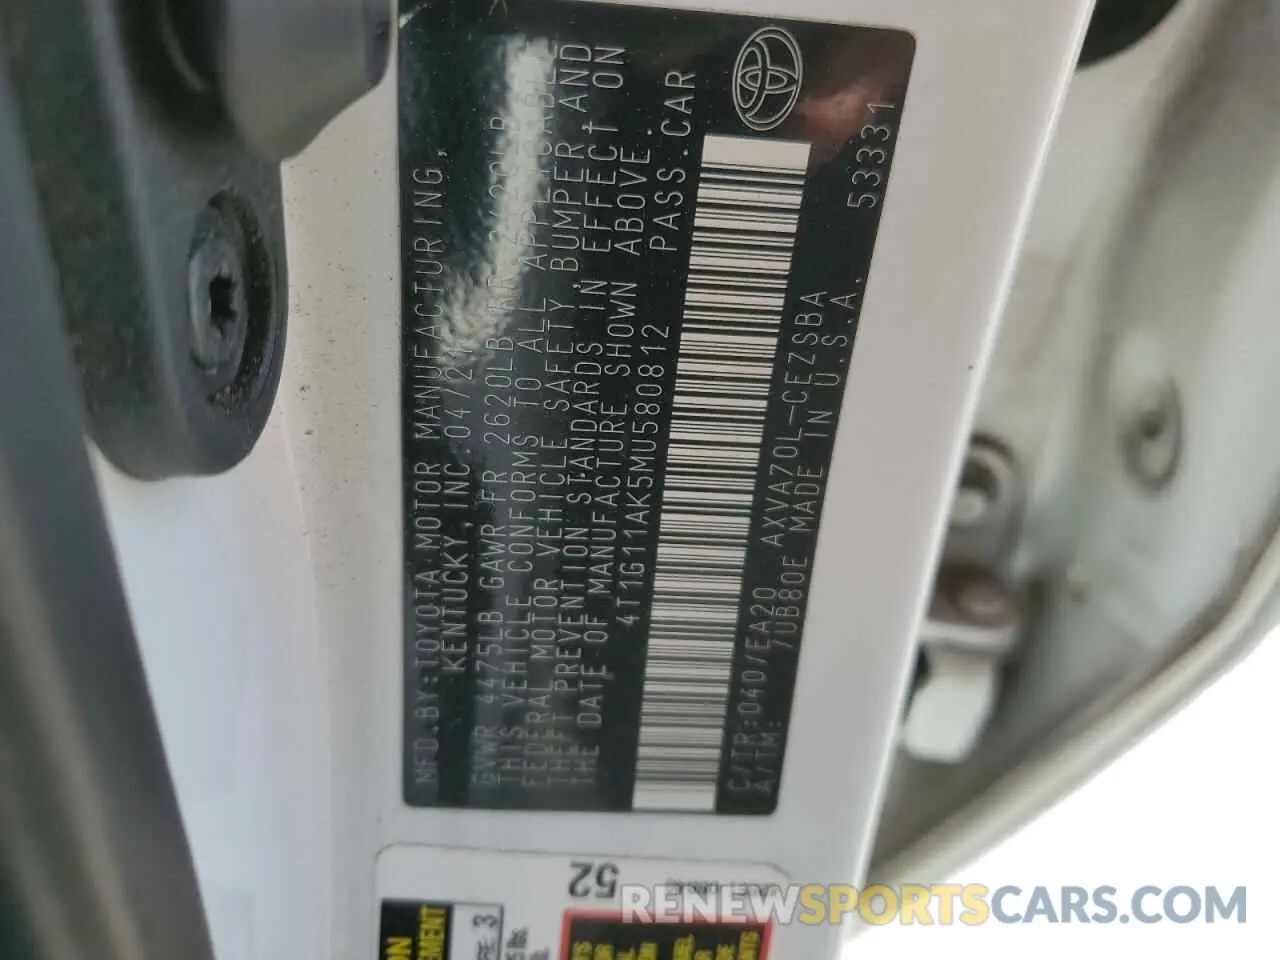 MFD.BY:TOYOTA MOTOR MANUFACTURING,
KENTUCKY,INC. 04/21
GVWR 4475LB GAWR FR 2620LB RR
THIS VEHICLE CONFORMS TO ALL APPLICABLE
FEDERAL MOTOR VEHICLE SAFETY,BUMPER,AND
THEFT PREVENTION STANDARDS IN EFFECT ON
THE DATE OF MANUFACTURE SHOWN ABOVE.
4T1G11AK5MU580812 PASS.CAR
C/TR:040/EA20 AXVA70L-CEZSBA
A/TM: 7UB80E MADE IN U.S.A.
53331
52
RENEWSPORTSCARS.COM